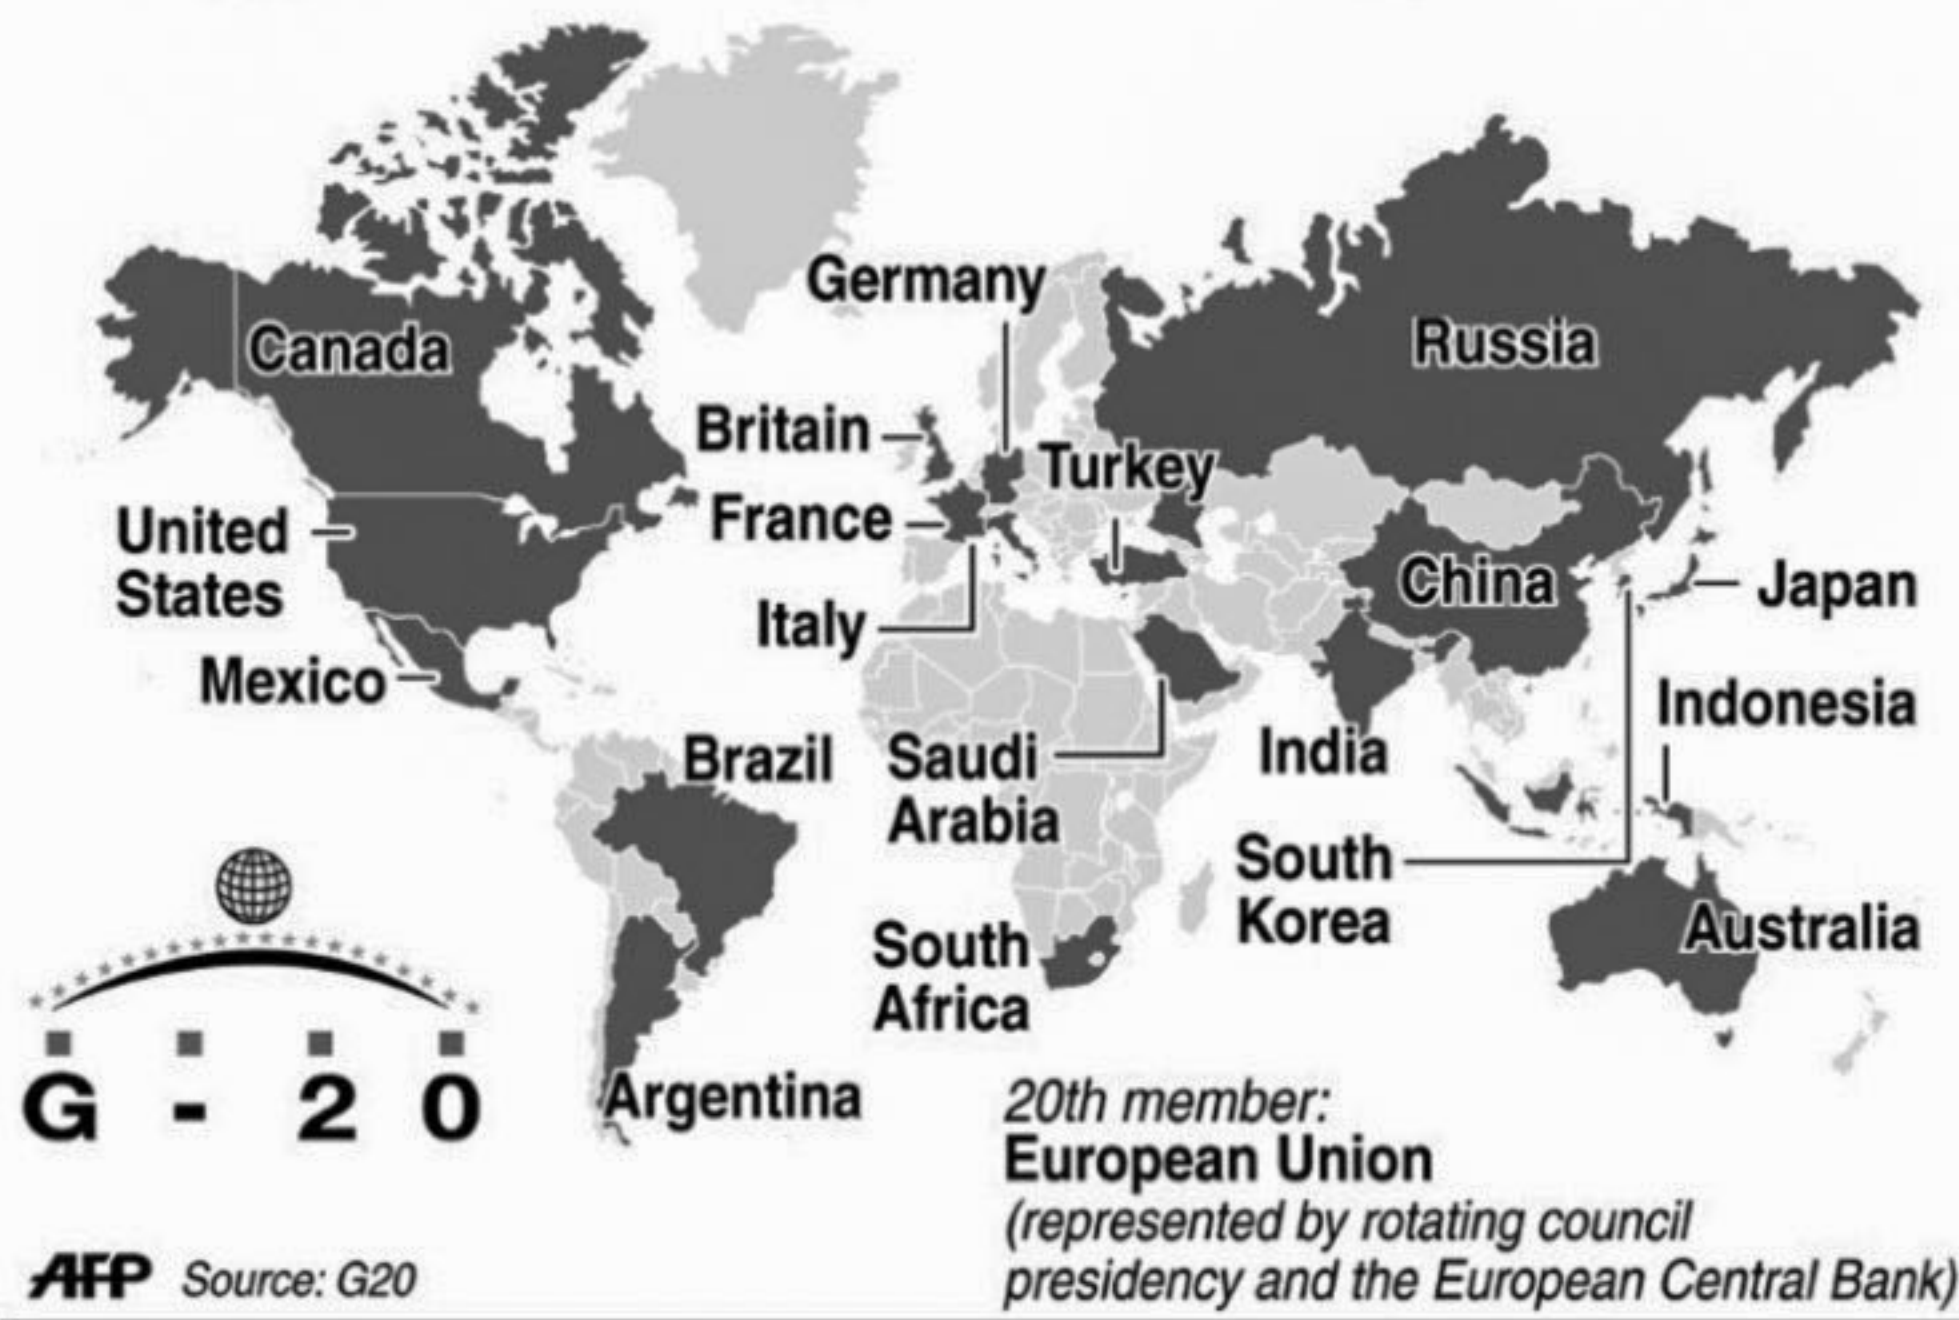 Germany
Canada
Russia
Britain
Turkey
France
United
States
China
Japan
Italy
Mexico
Indonesia
Brazil
Saudi
Arabia
India
South
Korea
Australia
South
Africa
G - 20
Argentina
20th member:
European Union
(represented by rotating council
presidency and the European Central Bank)
AFP Source: G20